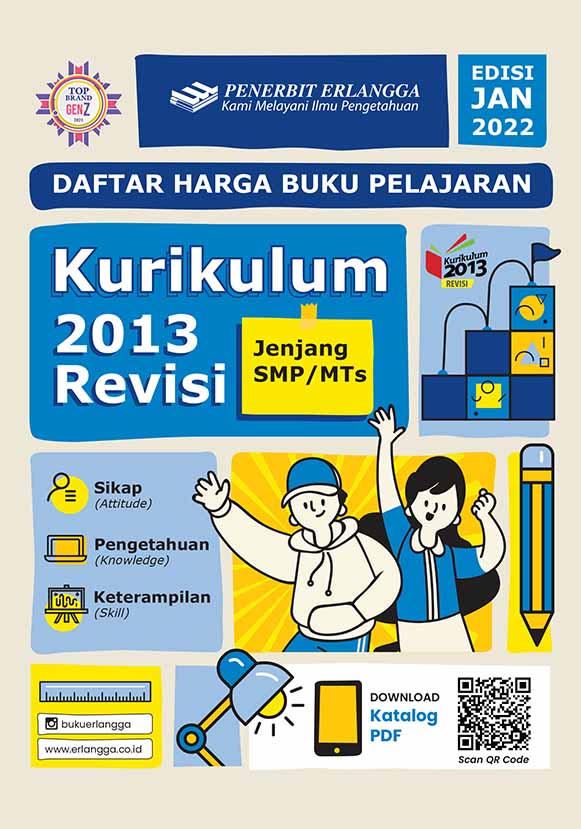 TOP
BRAND
GEN Z
2021
PENERBIT ERLANGGA
Kami Melayani Ilmu Pengetahuan
EDISI
JAN
2022
DAFTAR HARGA BUKU PELAJARAN
Kurikulum
2013
Revisi
Jenjang
SMP/MTs
Kurikulum
2013
REVISI
Sikap
(Attitude)
Pengetahuan
(Knowledge)
Keterampilan
(Skill)
bukuerlangga
www.erlangga.co.id
DOWNLOAD
Katalog
PDF
Scan QR Code